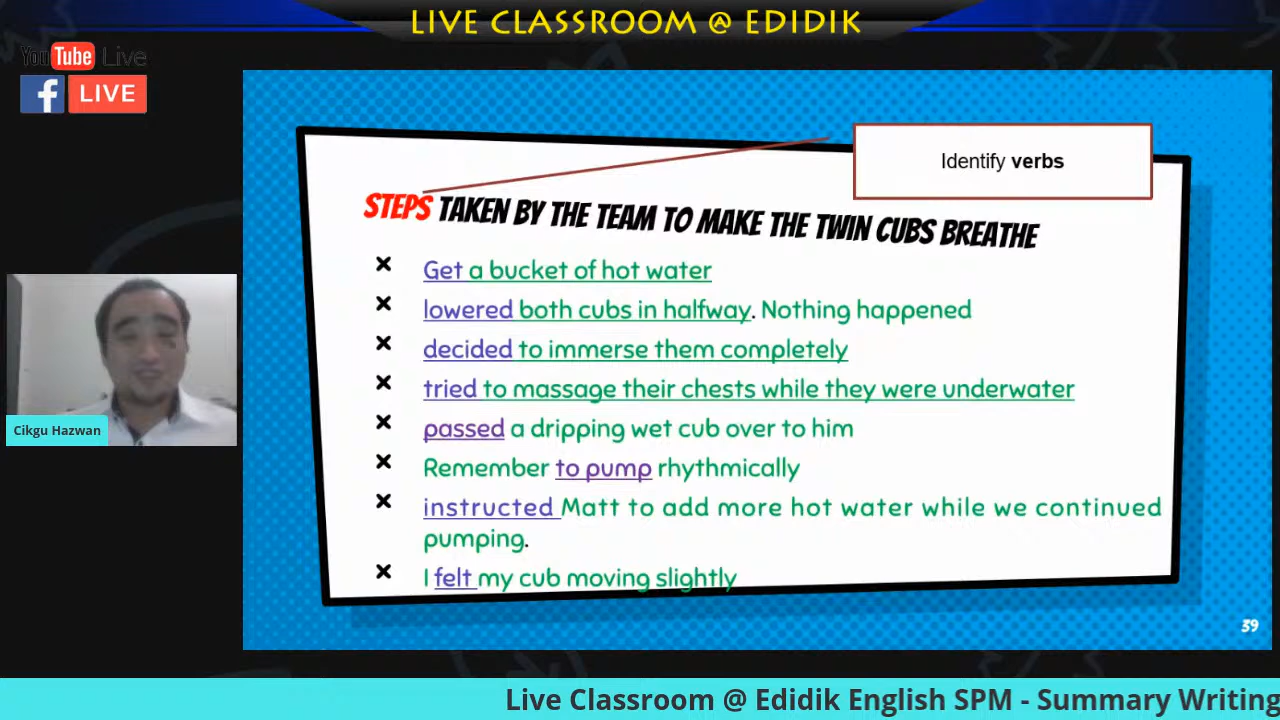 LIVE CLASSROOM @ EDIDIK
YouTube Live
f LIVE
Identify verbs
STEPS TAKEN BY THE TEAM TO MAKE THE TWIN CUBS BREATHE
Get a bucket of hot water
lowered both cubs in halfway. Nothing happened
decided to immerse them completely
tried to massage their chests while they were underwater
passed a dripping wet cub over to him
Remember to pump rhythmically
instructed Matt to add more hot water while we continued
pumping.
I felt my cub moving slightly
Cikgu Hazwan
39
Live Classroom @ Edidik English SPM - Summary Writing